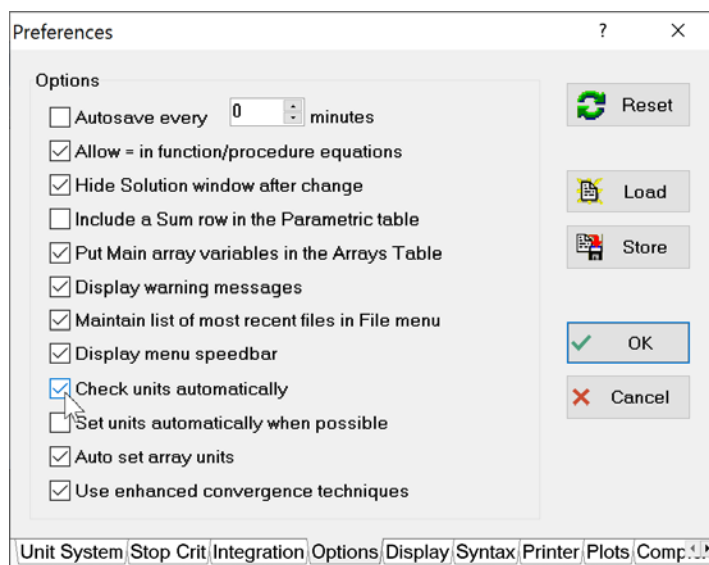 Preferences
Options
Autosave every 0 minutes
Allow = in function/procedure equations
Hide Solution window after change
Include a Sum row in the Parametric table
Put Main array variables in the Arrays Table
Display warning messages
Maintain list of most recent files in File menu
Display menu speedbar
Check units automatically
Set units automatically when possible
Auto set array units
Use enhanced convergence techniques
Reset
Load
Store
OK
Cancel
Unit System Stop Crit Integration Options Display Syntax Printer Plots